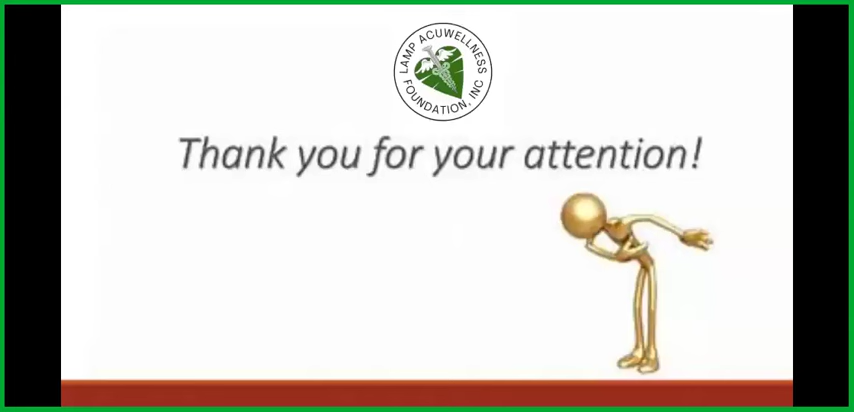 LAMP ACUWELLNESS
FOUNDATION, INC
Thank you for your attention!